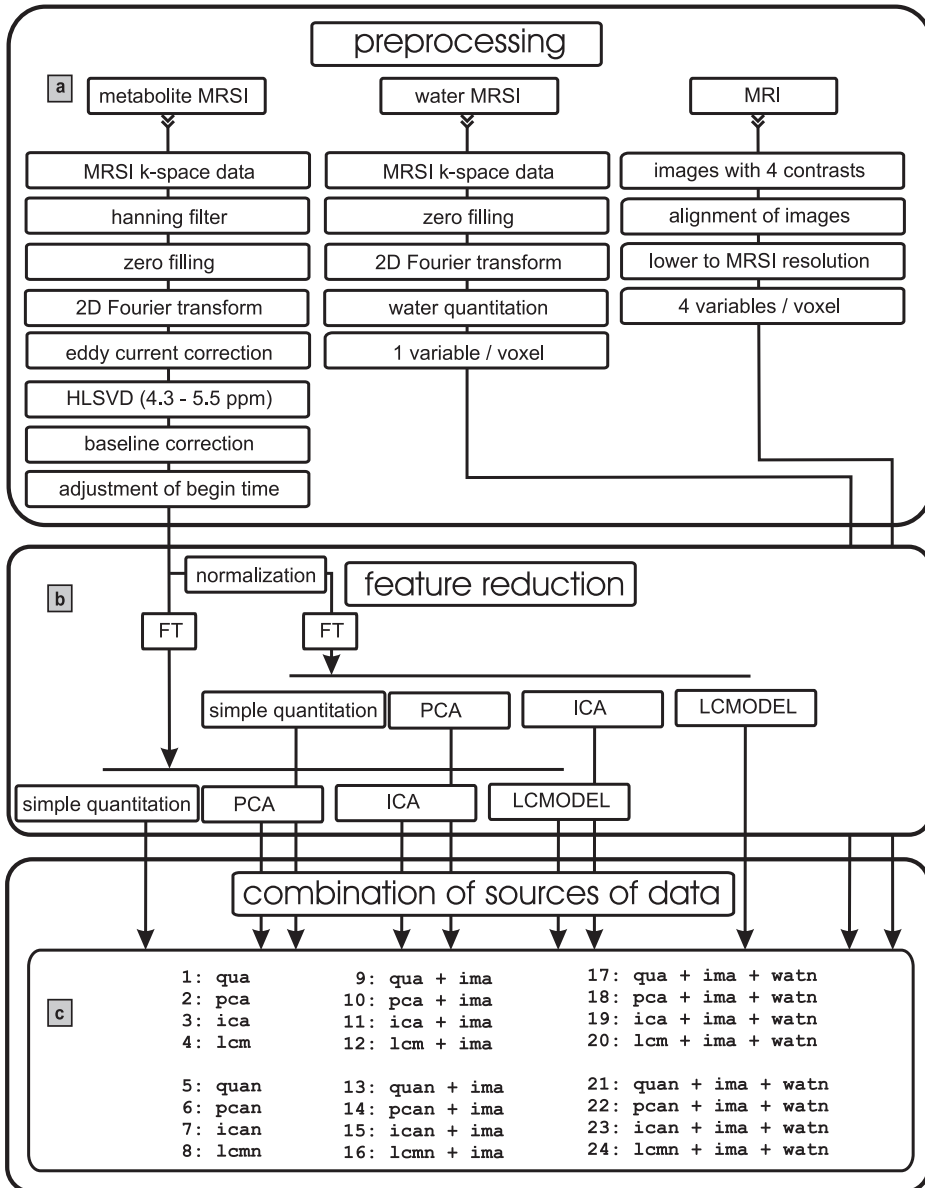 preprocessing
a
metabolite MRSI
MRSI k-space data
hanning filter
zero filling
2D Fourier transform
eddy current correction
HLSVD (4.3 - 5.5 ppm)
baseline correction
adjustment of begin time
water MRSI
MRSI k-space data
zero filling
2D Fourier transform
water quantitation
1 variable / voxel
MRI
images with 4 contrasts
alignment of images
lower to MRSI resolution
4 variables / voxel
normalization
feature reduction
b
FT
FT
simple quantitation
PCA
ICA
LCMODEL
simple quantitation
PCA
ICA
LCMODEL
combination of sources of data
c
1: qua
2: pca
3: ica
4: lcm
5: quan
6: pcan
7: ican
8: lcmn
9: qua + ima
10: pca + ima
11: ica + ima
12: lcm + ima
13: quan + ima
14: pcan + ima
15: ican + ima
16: lcmn + ima
17: qua + ima + watn
18: pca + ima + watn
19: ica + ima + watn
20: lcm + ima + watn
21: quan + ima + watn
22: pcan + ima + watn
23: ican + ima + watn
24: lcmn + ima + watn